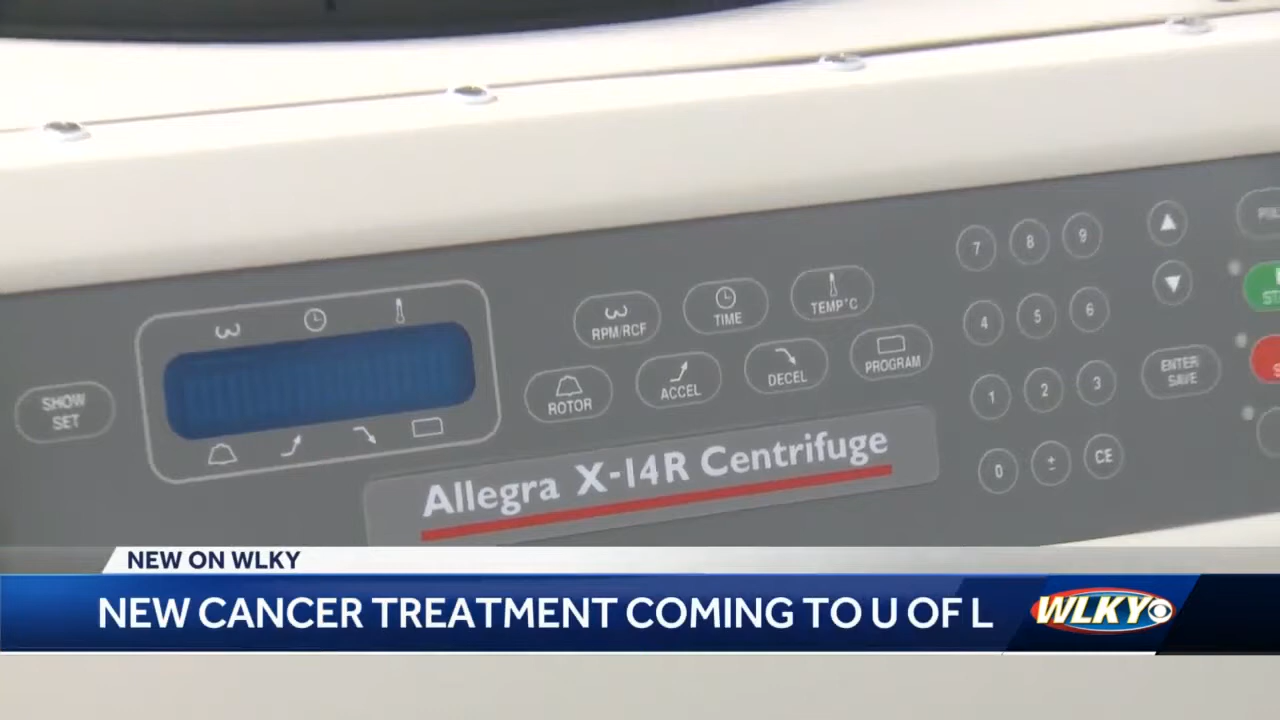 SHOW
SET
RPM/RCF
TIME
TEMP°C
ROTOR
ACCEL
DECEL
PROGRAM
7 8 9
4 5 6
1 2 3
0 ± CE
ENTER
SAVE
Allegra X-14R Centrifuge
NEW ON WLKY
NEW CANCER TREATMENT COMING TO U OF L
WLKY